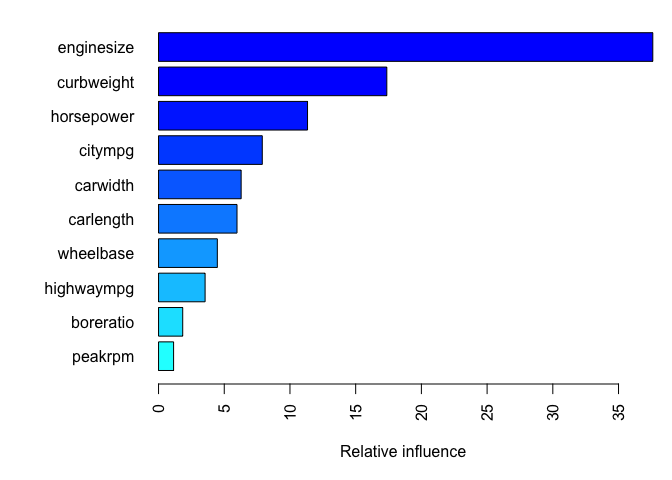 enginesize
curbweight
horsepower
citympg
carwidth
carlength
wheelbase
highwaympg
boreratio
peakrpm
0 5 10 15 20 25 30 35
Relative influence